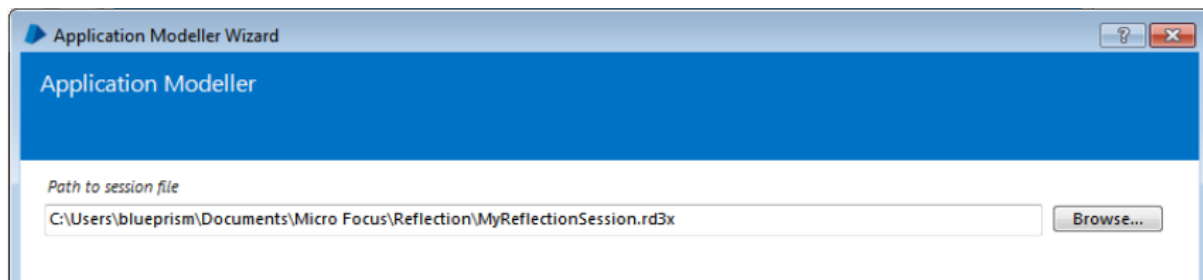 Application Modeller Wizard
?
Application Modeller
Path to session file
C:\Users\blueprism\Documents\Micro Focus\Reflection\MyReflectionSession.rd3x Browse...